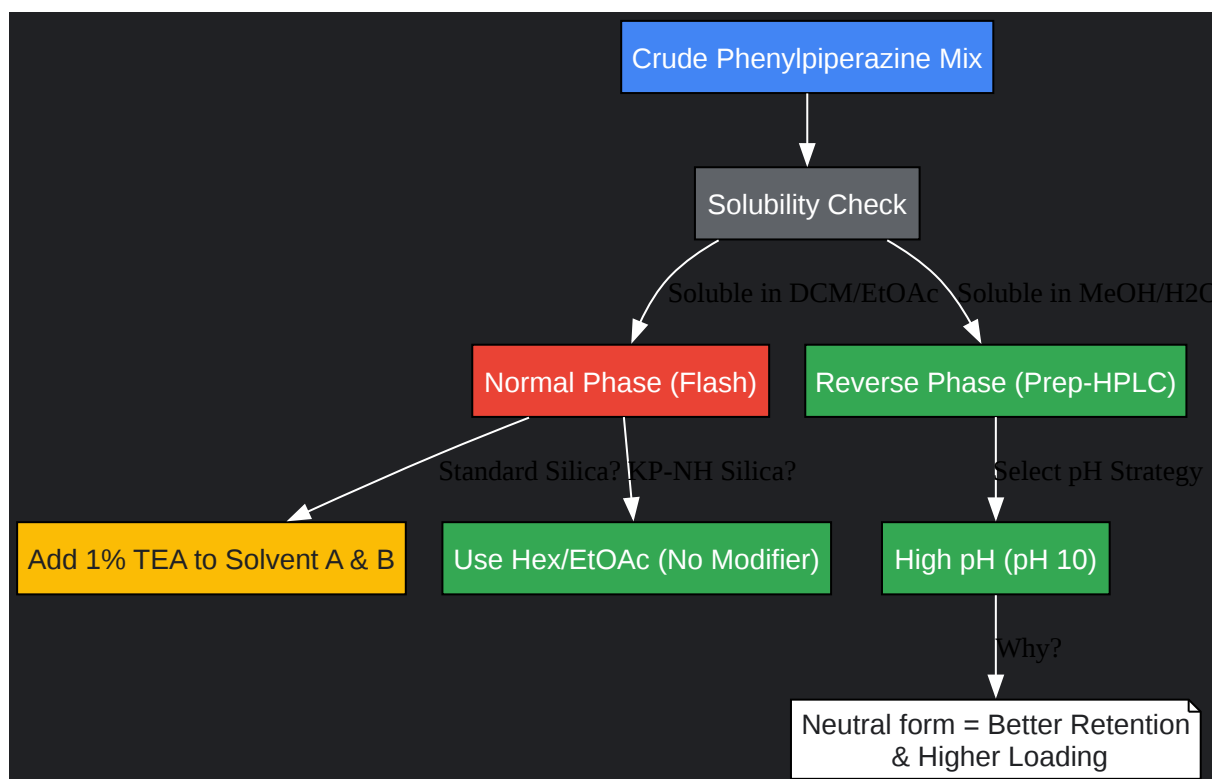 Crude Phenylpiperazine Mix
Solubility Check
Soluble in DCM/EtOAc
Soluble in MeOH/H2O
Normal Phase (Flash)
Reverse Phase (Prep-HPLC)
Standard Silica?
KP-NH Silica?
Select pH Strategy
Add 1% TEA to Solvent A & B
Use Hex/EtOAc (No Modifier)
High pH (pH 10)
Why?
Neutral form = Better Retention
& Higher Loading